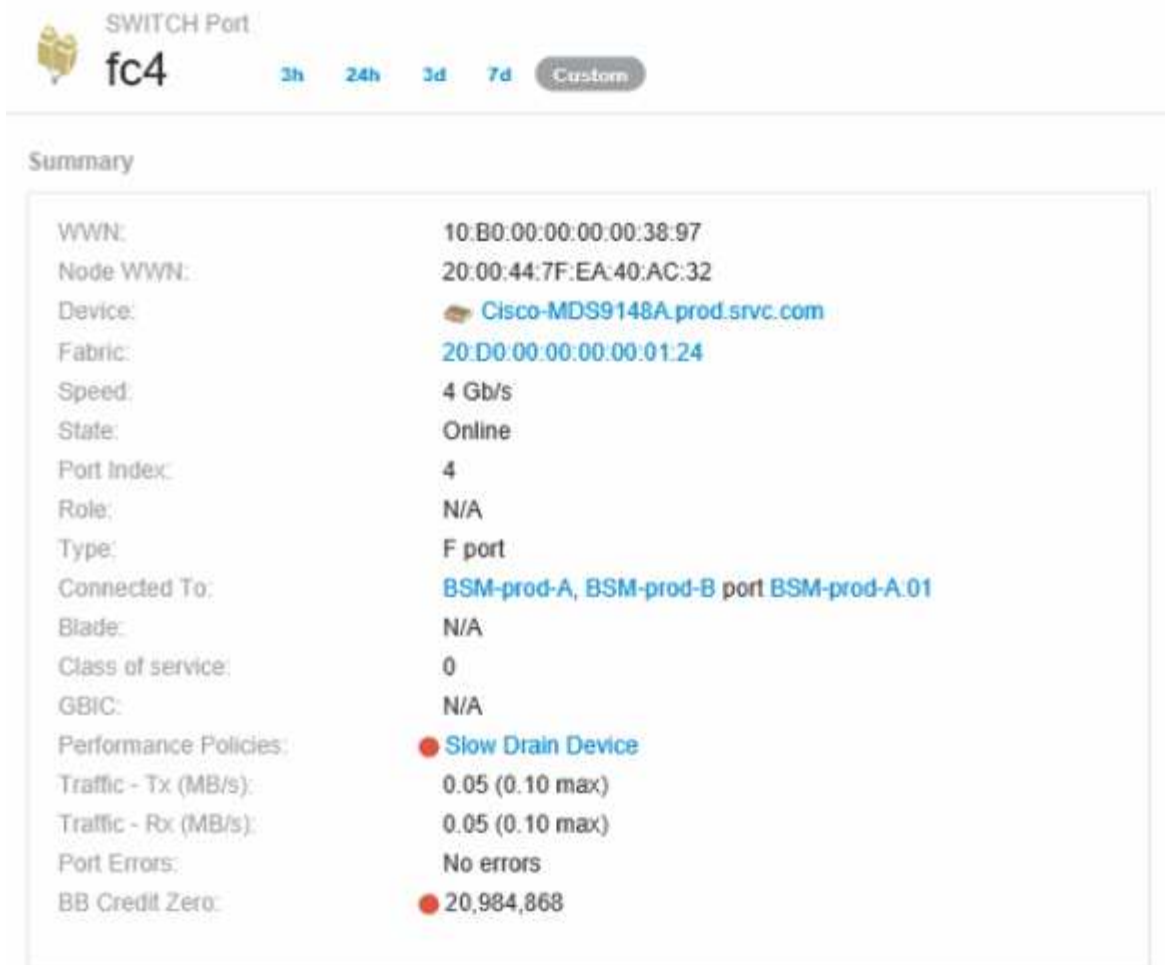 SWITCH Port
fc4 3h 24h 3d 7d Custom
Summary
WWN: 10:B0:00:00:00:00:38:97
Node WWN: 20:00:44:7F:EA:40:AC:32
Device: Cisco-MDS9148A.prod.srvc.com
Fabric: 20:D0:00:00:00:00:01:24
Speed: 4 Gb/s
State: Online
Port Index: 4
Role: N/A
Type: F port
Connected To: BSM-prod-A, BSM-prod-B port BSM-prod-A:01
Blade: N/A
Class of service: 0
GBIC: N/A
Performance Policies: Slow Drain Device
Traffic - Tx (MB/s): 0.05 (0.10 max)
Traffic - Rx (MB/s): 0.05 (0.10 max)
Port Errors: No errors
BB Credit Zero: 20,984,868